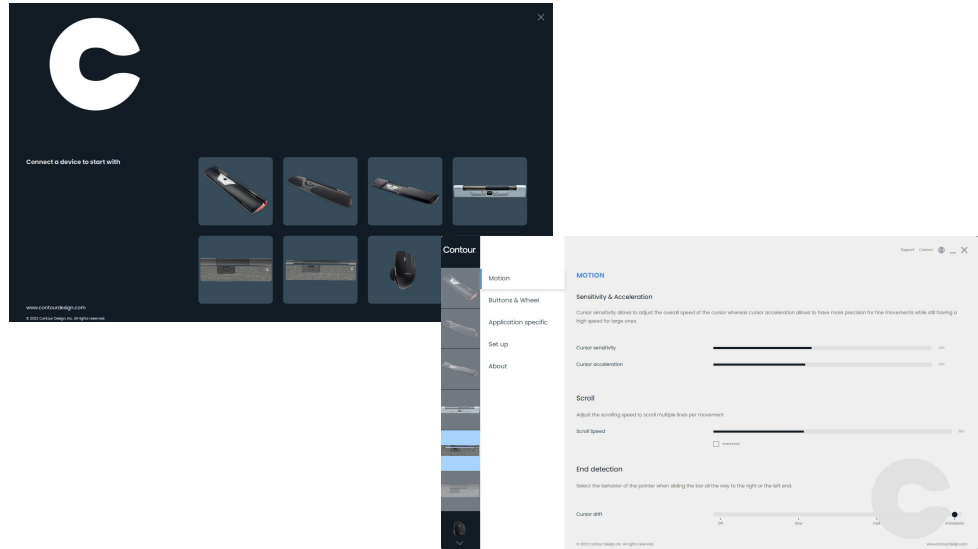 Connect a device to start with
www.contourdesign.com
© 2022 Contour Design, Inc. All rights reserved.
Contour
Motion
Buttons & Wheel
Application specific
Set up
About
Support Contact
MOTION
Sensitivity & Acceleration
Cursor sensitivity allows to adjust the overall speed of the cursor whereas cursor acceleration allows to have more precision for fine movements while still having a
high speed for large ones.
Cursor sensitivity
Cursor acceleration
Scroll
Adjust the scrolling speed to scroll multiple lines per movement
Scroll Speed
Invert scroll
End detection
Select the behavior of the pointer when sliding the bar all the way to the right or the left end.
Cursor drift
Off Slow Fast Immediate
© 2022 Contour Design, Inc. All rights reserved.
www.contourdesign.com